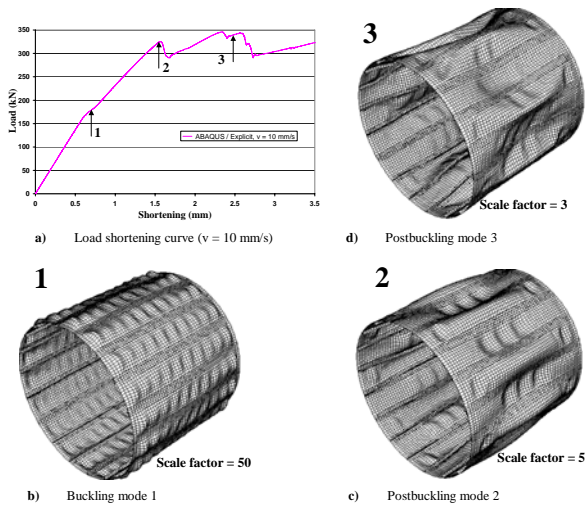 350
300
250
200
150
100
50
0
Load (kN)
1
2
3
ABAQUS / Explicit, v = 10 mm/s
0 0.5 1 1.5 2 2.5 3 3.5
Shortening (mm)
a) Load shortening curve (v = 10 mm/s)
3
Scale factor = 3
d) Postbuckling mode 3
1
Scale factor = 50
b) Buckling mode 1
2
Scale factor = 5
c) Postbuckling mode 2